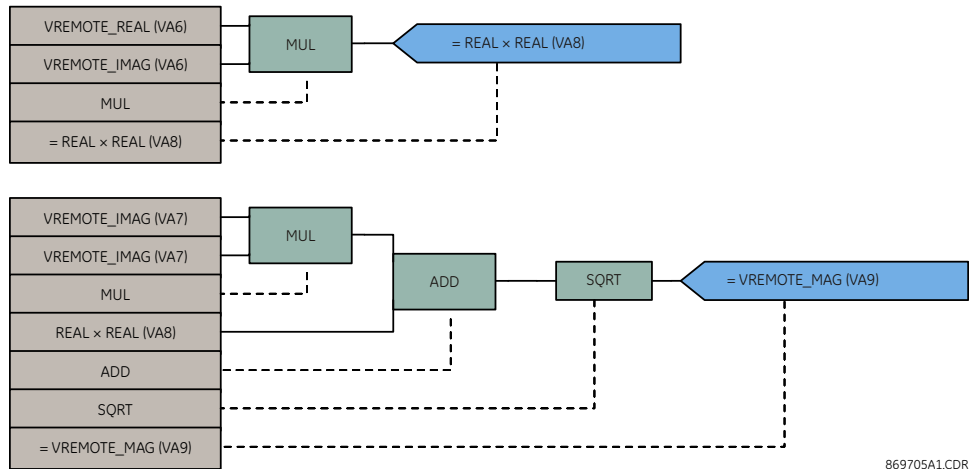 VREMOTE_REAL (VA6)
VREMOTE_IMAG (VA6)
MUL
= REAL × REAL (VA8)
MUL
= REAL × REAL (VA8)
VREMOTE_IMAG (VA7)
VREMOTE_IMAG (VA7)
MUL
REAL × REAL (VA8)
ADD
SQRT
= VREMOTE_MAG (VA9)
MUL
ADD
SQRT
= VREMOTE_MAG (VA9)
869705A1.CDR